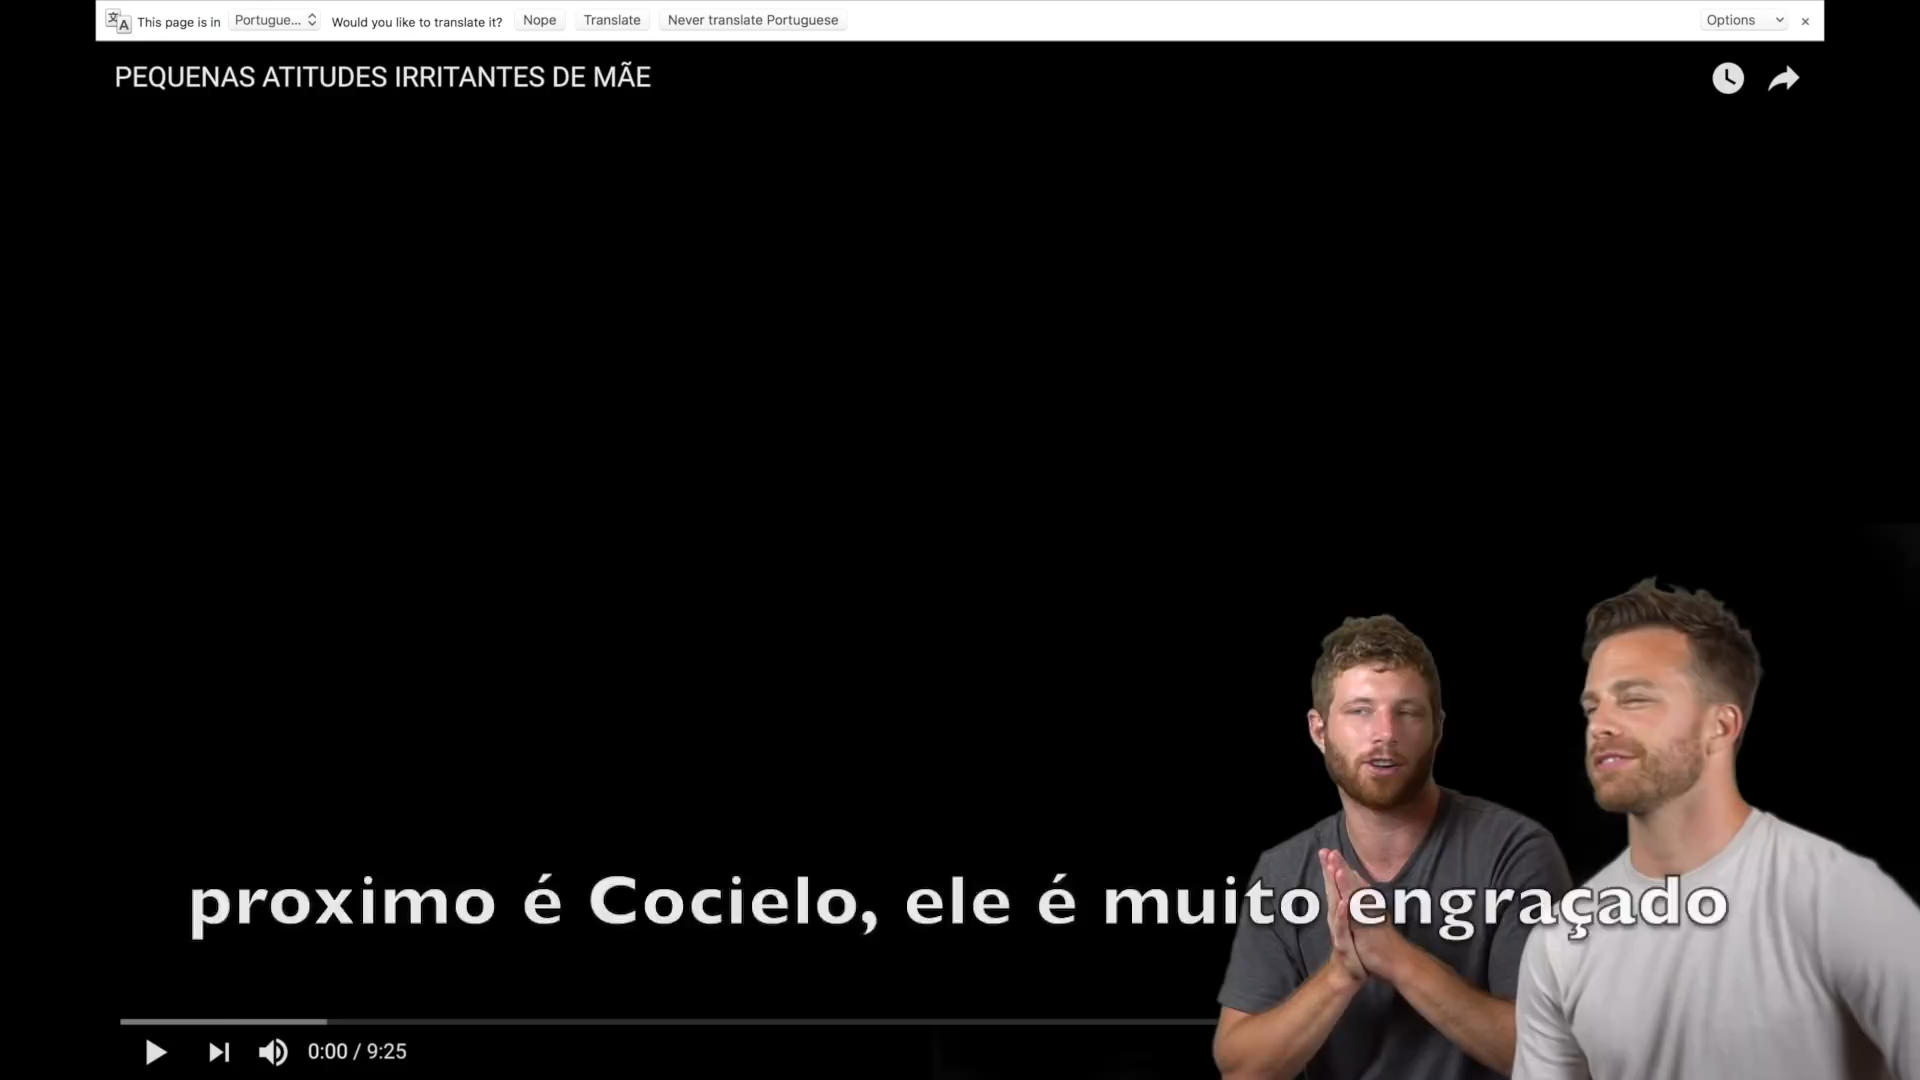 This page is in Portugue... Would you like to translate it? Nope Translate Never translate Portuguese Options
PEQUENAS ATITUDES IRRITANTES DE MÃE
proximo é Cocielo, ele é muito engraçado
0:00 / 9:25